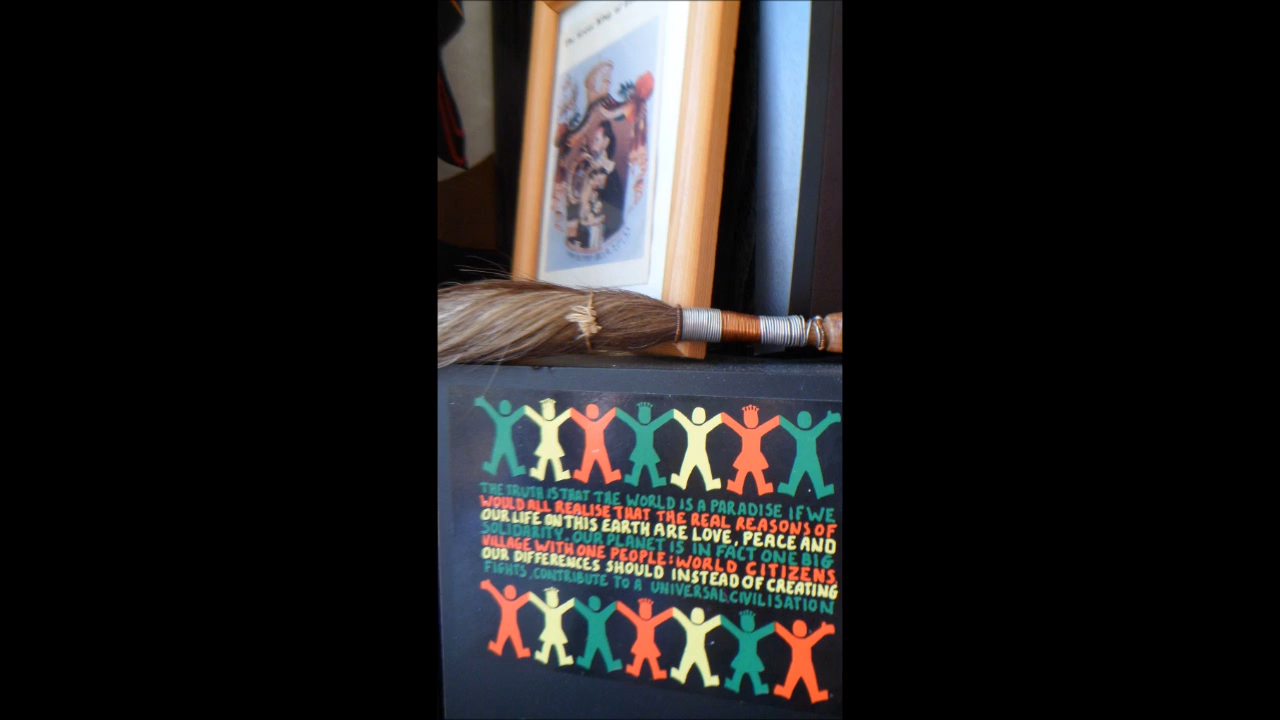 THE TRUTH IS THAT THE WORLD IS A PARADISE IF WE
WOULD ALL REALISE THAT THE REAL REASONS OF
OUR LIFE ON THIS EARTH ARE LOVE, PEACE AND
SOLIDARITY. OUR PLANET IS IN FACT ONE BIG
VILLAGE WITH ONE PEOPLE: WORLD CITIZENS
OUR DIFFERENCES SHOULD INSTEAD OF CREATING
FIGHTS, CONTRIBUTE TO A UNIVERSAL CIVILISATION